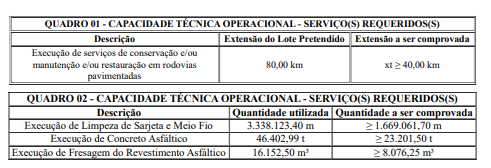 QUADRO 01 - CAPACIDADE TÉCNICA OPERACIONAL - SERVIÇO(S) REQUERIDOS(S)
Descrição Extensão do Lote Pretendido Extensão a ser comprovada
Execução de serviços de conservação e/ou
manutenção e/ou restauração em rodovias
pavimentadas
80,00 km xt ≥ 40,00 km
QUADRO 02 - CAPACIDADE TÉCNICA OPERACIONAL - SERVIÇO(S) REQUERIDOS(S)
Descrição Quantidade utilizada Quantidade a ser comprovada
Execução de Limpeza de Sarjeta e Meio Fio 3.338.123,40 m ≥ 1.669.061,70 m
Execução de Concreto Asfáltico 46.402,99 t ≥ 23.201,50 t
Execução de Fresagem do Revestimento Asfáltico 16.152,50 m³ ≥ 8.076,25 m³